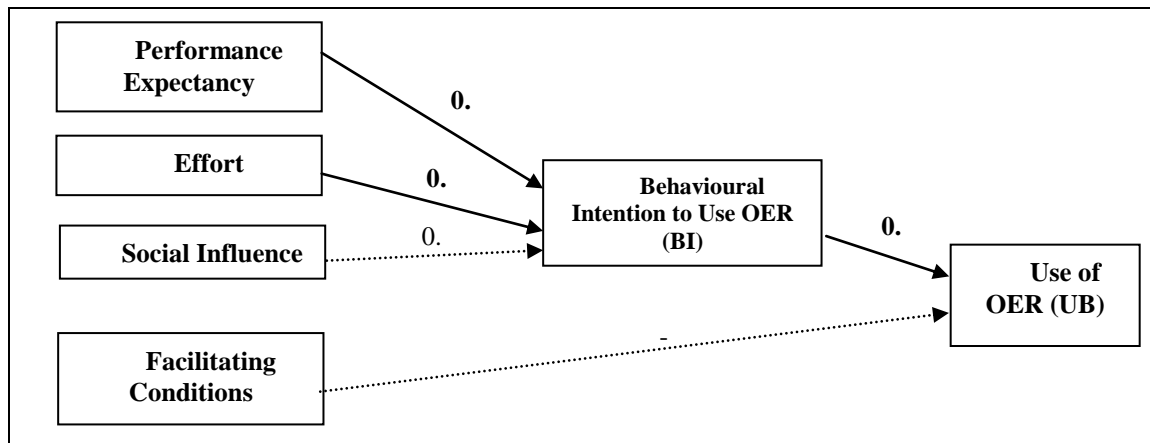 Performance
Expectancy
0.
Effort
0.
Behavioural
Intention to Use OER
(BI)
Social Influence
0.
0.
Use of
OER (UB)
-
Facilitating
Conditions